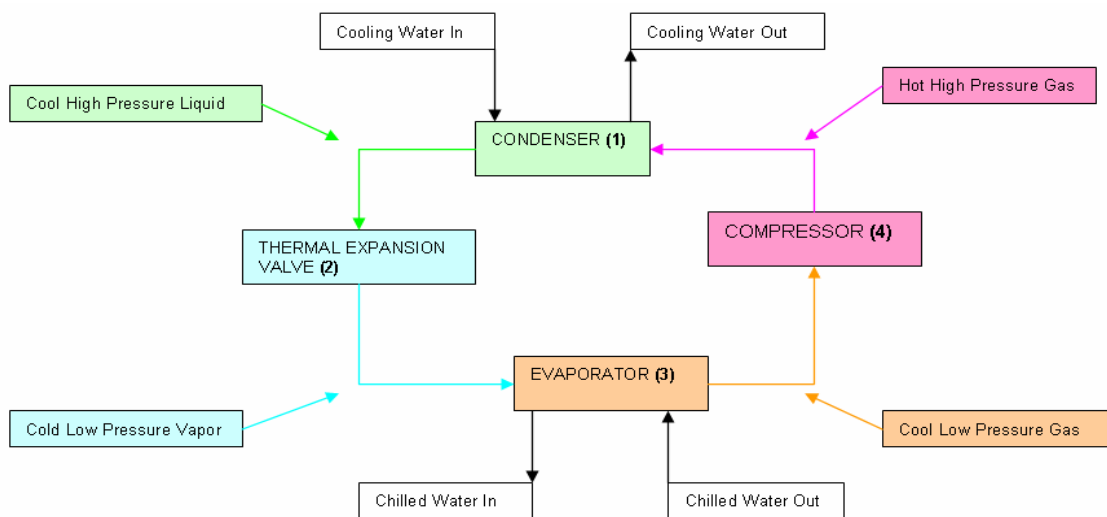 Cooling Water In
Cooling Water Out
Cool High Pressure Liquid
Hot High Pressure Gas
CONDENSER (1)
THERMAL EXPANSION
VALVE (2)
COMPRESSOR (4)
EVAPORATOR (3)
Cold Low Pressure Vapor
Cool Low Pressure Gas
Chilled Water In
Chilled Water Out